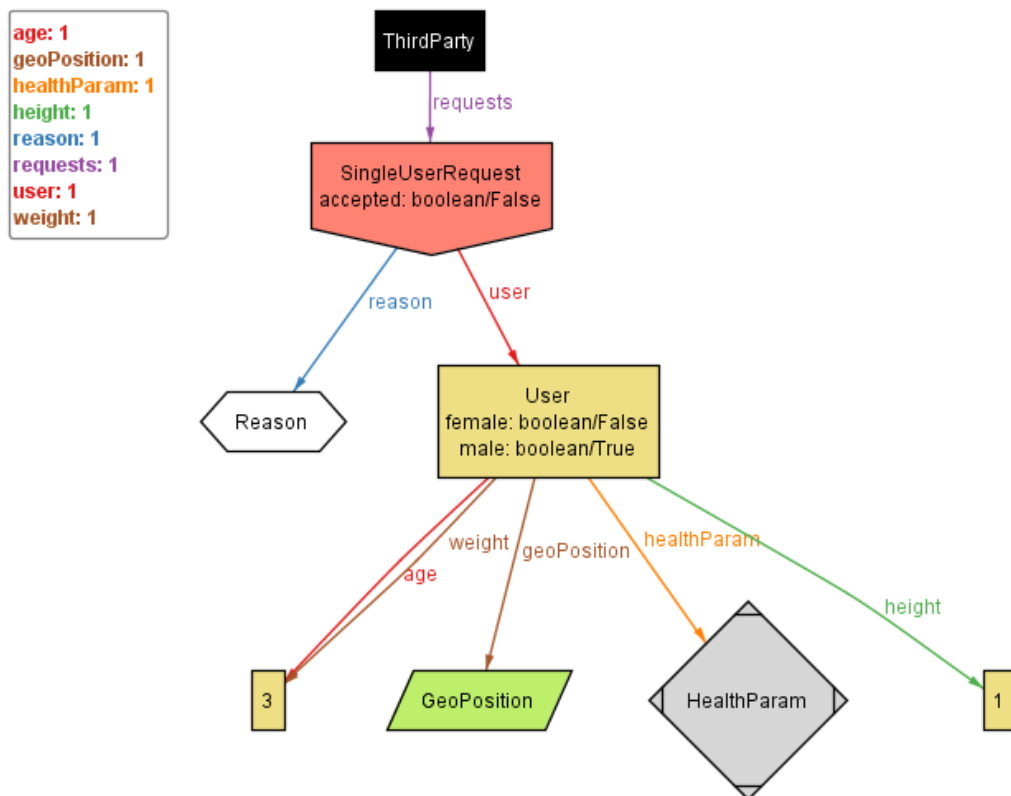 age: 1
geoPosition: 1
healthParam: 1
height: 1
reason: 1
requests: 1
user: 1
weight: 1
ThirdParty
requests
SingleUserRequest
accepted: boolean/False
reason
user
Reason
User
female: boolean/False
male: boolean/True
weight
geoPosition
healthParam
age
height
3
GeoPosition
HealthParam
1